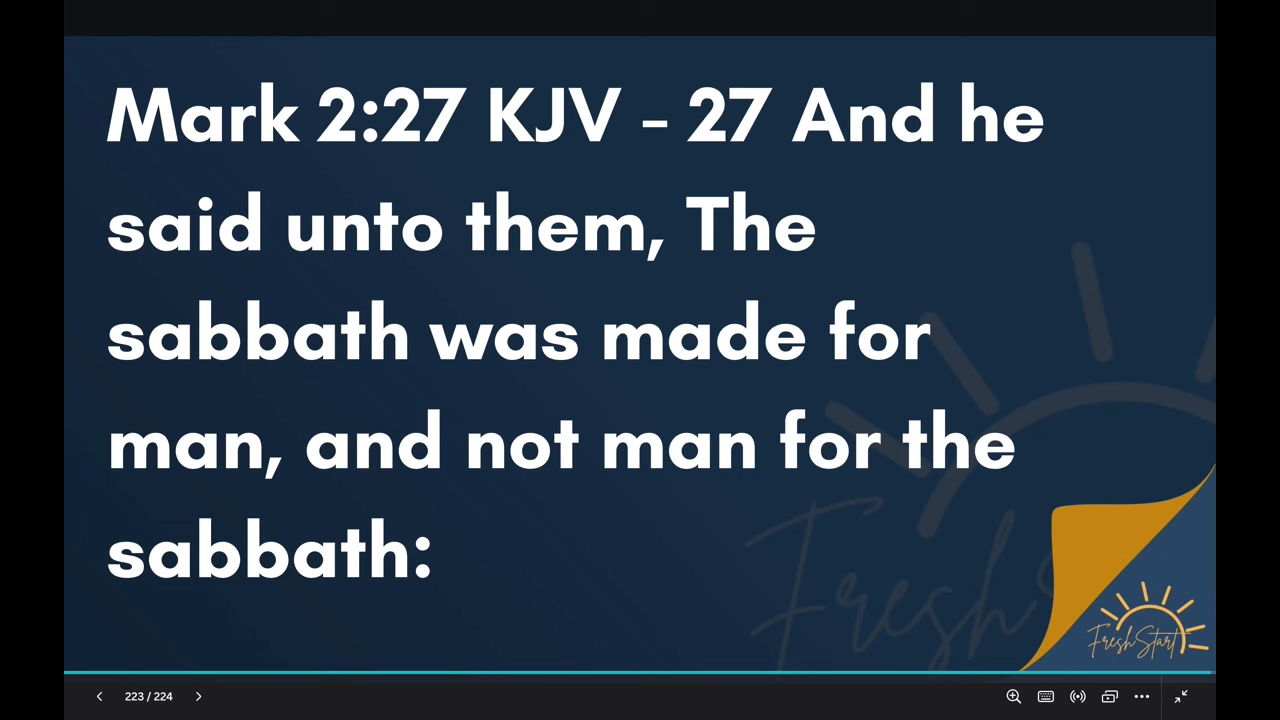 Mark 2:27 KJV - 27 And he
said unto them, The
sabbath was made for
man, and not man for the
sabbath:
Fresh Start
FreshStart
223 / 224